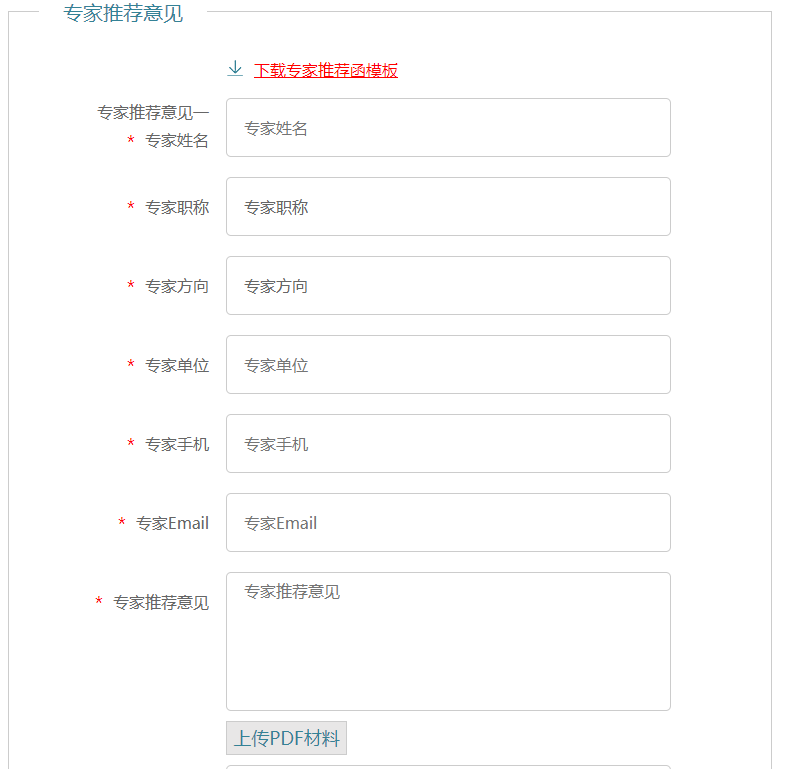 专家推荐意见
下载专家推荐函模板
专家推荐意见一
* 专家姓名
专家姓名
* 专家职称
专家职称
* 专家方向
专家方向
* 专家单位
专家单位
* 专家手机
专家手机
* 专家Email
专家Email
* 专家推荐意见
专家推荐意见
上传PDF材料